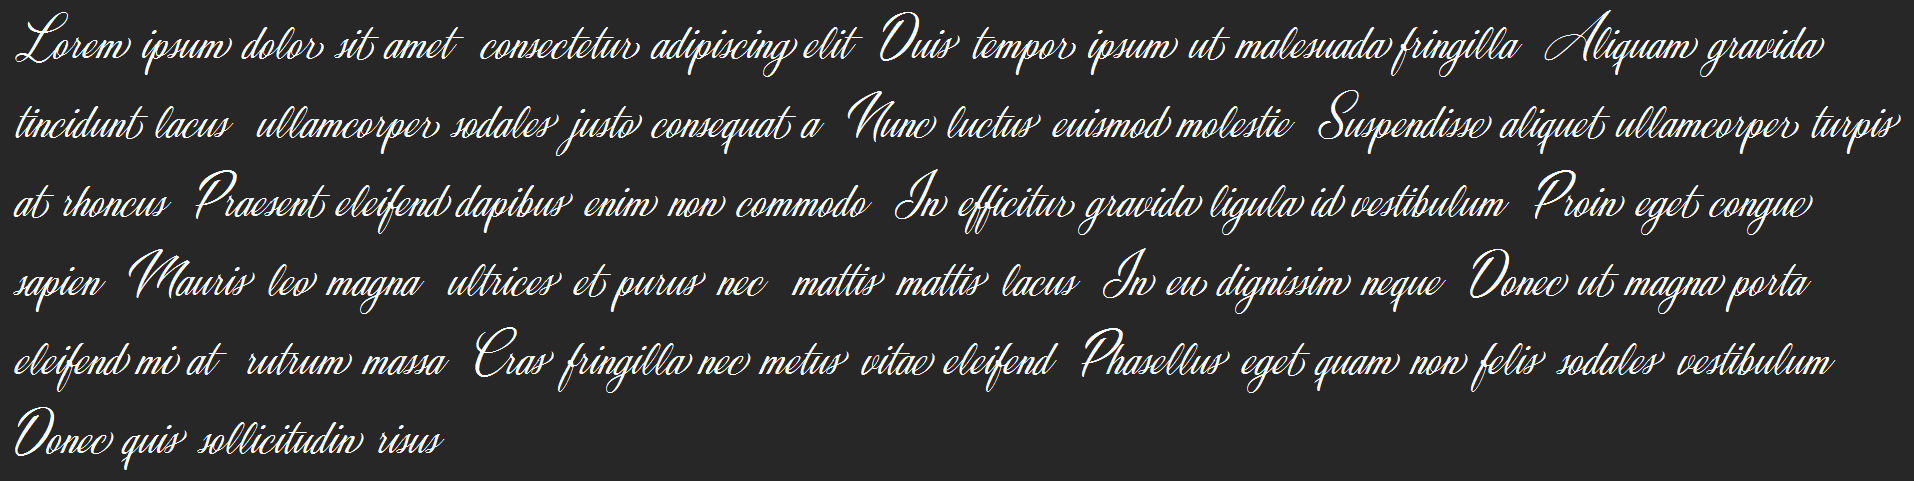 Lorem ipsum dolor sit amet consectetur adipiscing elit Duis tempor ipsum ut malesuada fringilla Aliquam gravida
tincidunt lacus ullamcorper sodales justo consequat a Nunc luctus euismod molestie Suspendisse aliquet ullamcorper turpis
at rhoncus Praesent eleifend dapibus enim non commodo In efficitur gravida ligula id vestibulum Proin eget congue
sapien Mauris leo magna ultrices et purus nec mattis mattis lacus In eu dignissim neque Donec ut magna porta
eleifend mi at rutrum massa Cras fringilla nec metus vitae eleifend Phasellus eget quam non felis sodales vestibulum
Donec quis sollicitudin risus